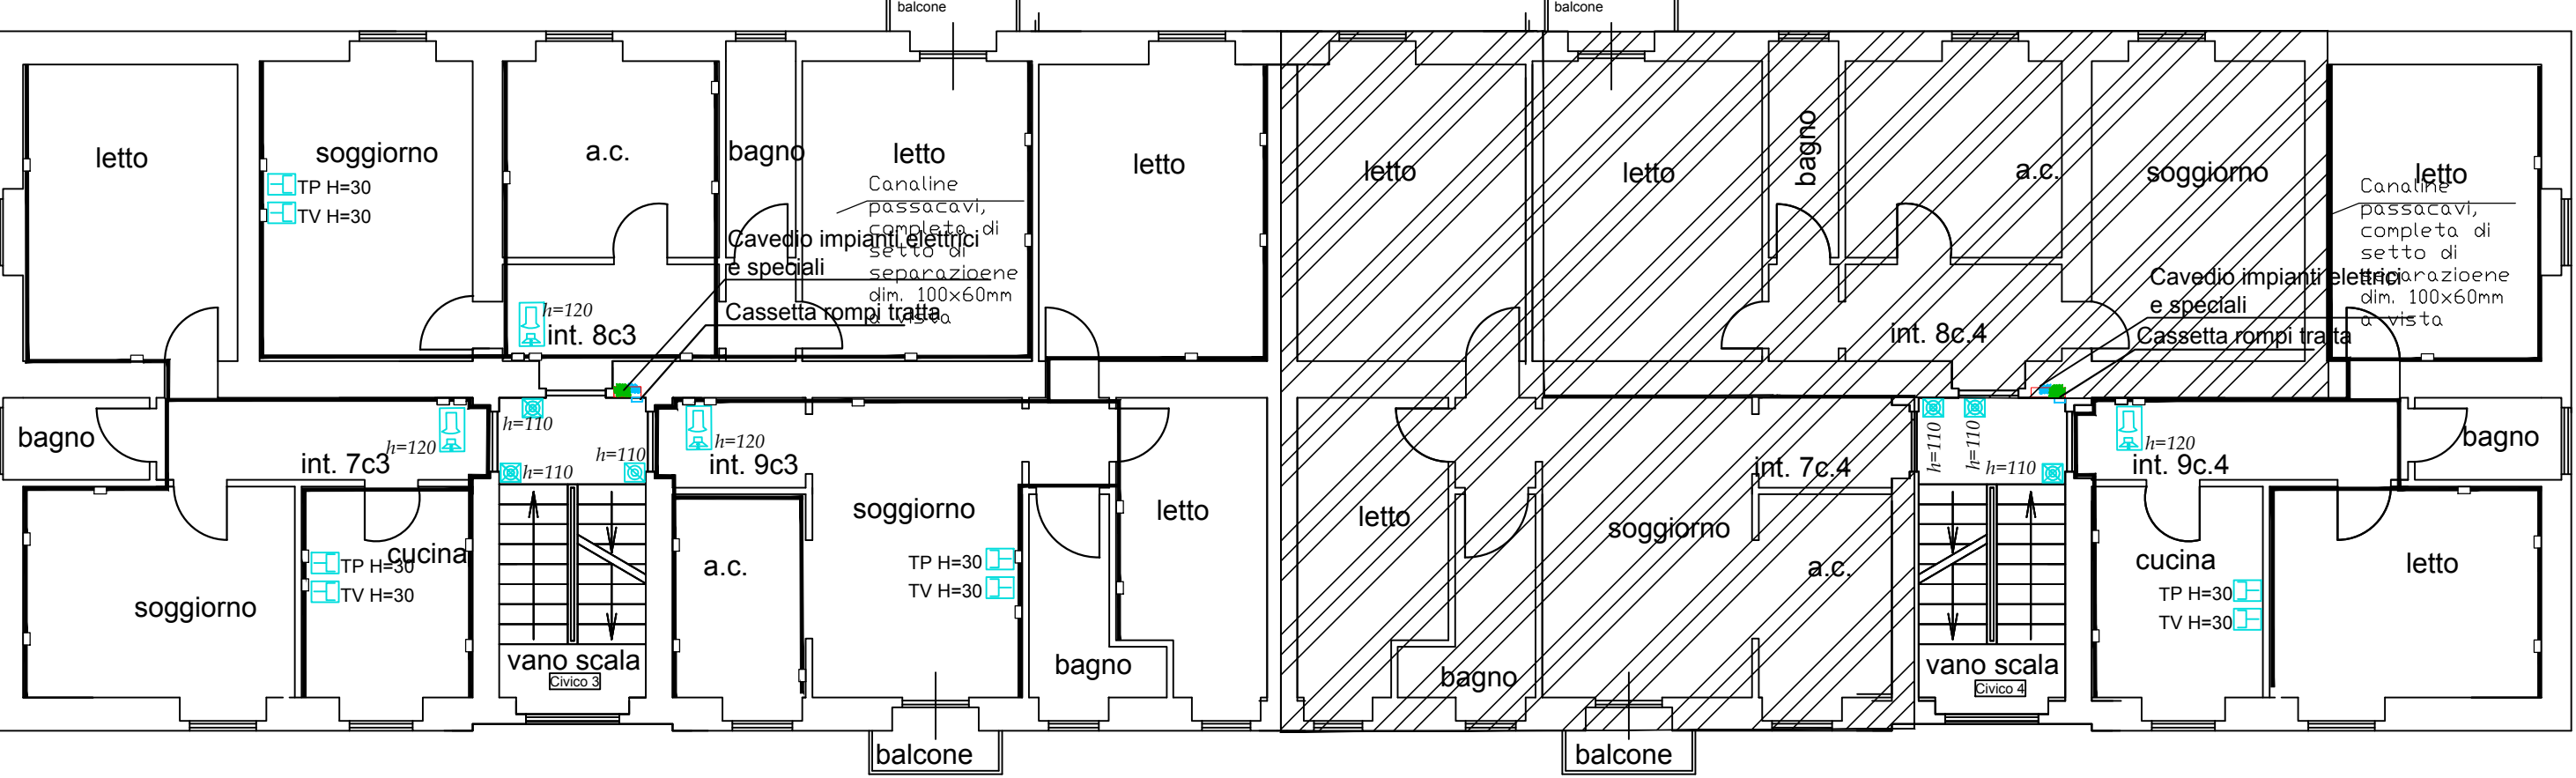 balcone
balcone
letto
soggiorno
TP H=30
TV H=30
a.c.
bagno
letto
Canaline
passacavi,
completa di
setto di
separazioene
dim. 100x60mm
a vista
Cavedio impianti elettrici
e speciali
Cassetta rompi tratta
h=120
int. 8c3
letto
letto
letto
bagno
a.c.
soggiorno
int. 8c.4
letto
Canaline
passacavi,
completa di
setto di
separazioene
dim. 100x60mm
a vista
Cavedio impianti elettrici
e speciali
Cassetta rompi tratta
bagno
int. 7c3
h=120
h=110
h=110
h=110
h=120
int. 9c3
soggiorno
TP H=30
TV H=30
cucina
TP H=30
TV H=30
soggiorno
vano scala
Civico 3
a.c.
bagno
letto
balcone
letto
bagno
soggiorno
int. 7c.4
a.c.
balcone
h=110
h=110
h=110
vano scala
Civico 4
h=120
int. 9c.4
bagno
cucina
TP H=30
TV H=30
letto